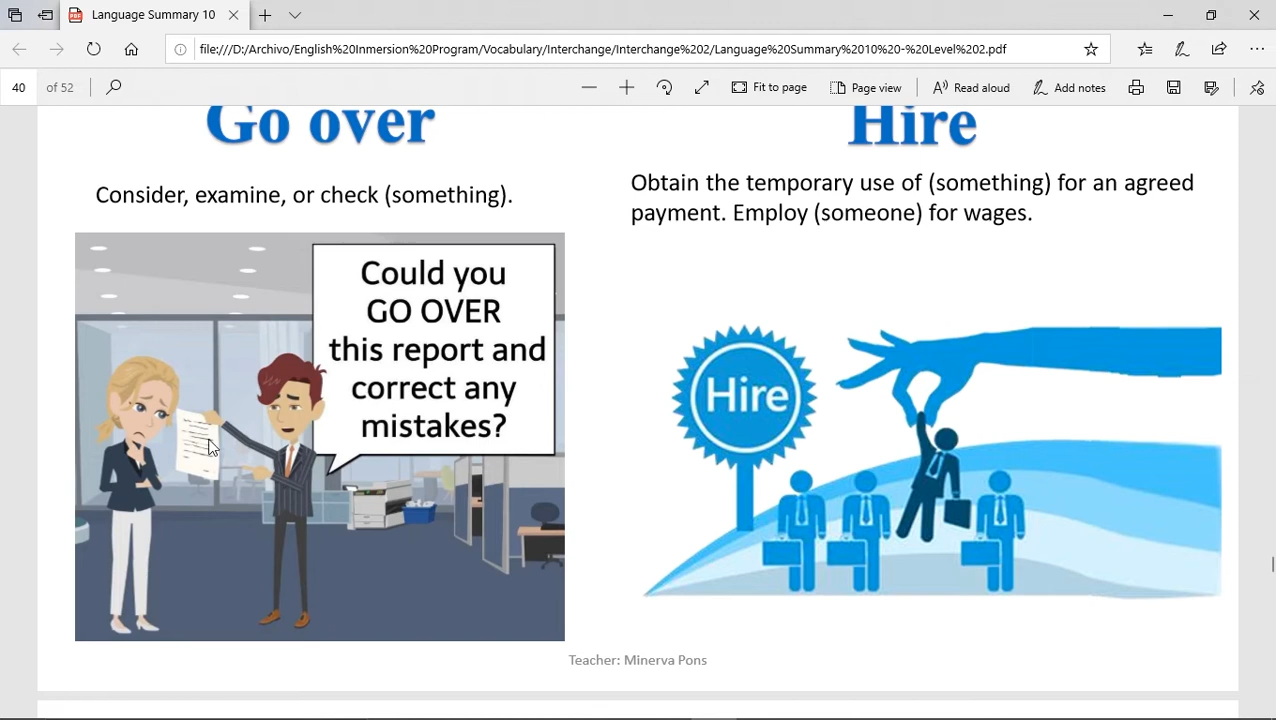 Language Summary 10
file:///D:/Archivo/English%20Inmersion%20Program/Vocabulary/Interchange/Interchange%202/Language%20Summary%2010%20-%20Level%202.pdf
40 of 52
Fit to page
Page view
Read aloud
Add notes
Go over
Consider, examine, or check (something).
Could you
GO OVER
this report and
correct any
mistakes?
Hire
Obtain the temporary use of (something) for an agreed
payment. Employ (someone) for wages.
Hire
Teacher: Minerva Pons